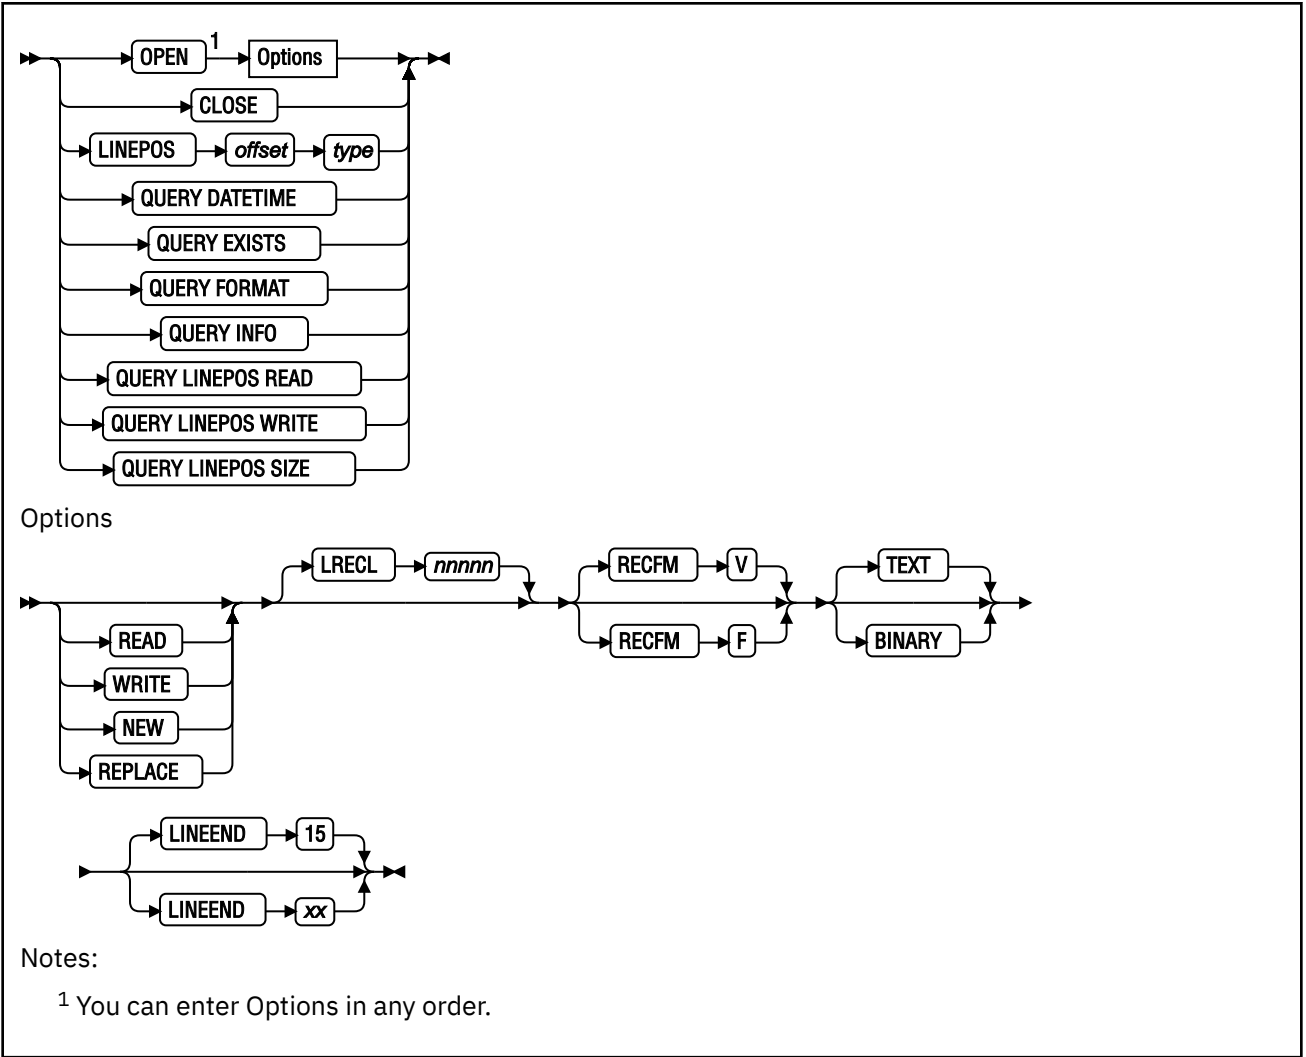 OPEN 1 Options
CLOSE
LINEPOS offset type
QUERY DATETIME
QUERY EXISTS
QUERY FORMAT
QUERY INFO
QUERY LINEPOS READ
QUERY LINEPOS WRITE
QUERY LINEPOS SIZE
Options
LRECL nnnnn RECFM V TEXT
READ RECFM F BINARY
WRITE
NEW
REPLACE
LINEEND 15
LINEEND xx
Notes:
1 You can enter Options in any order.